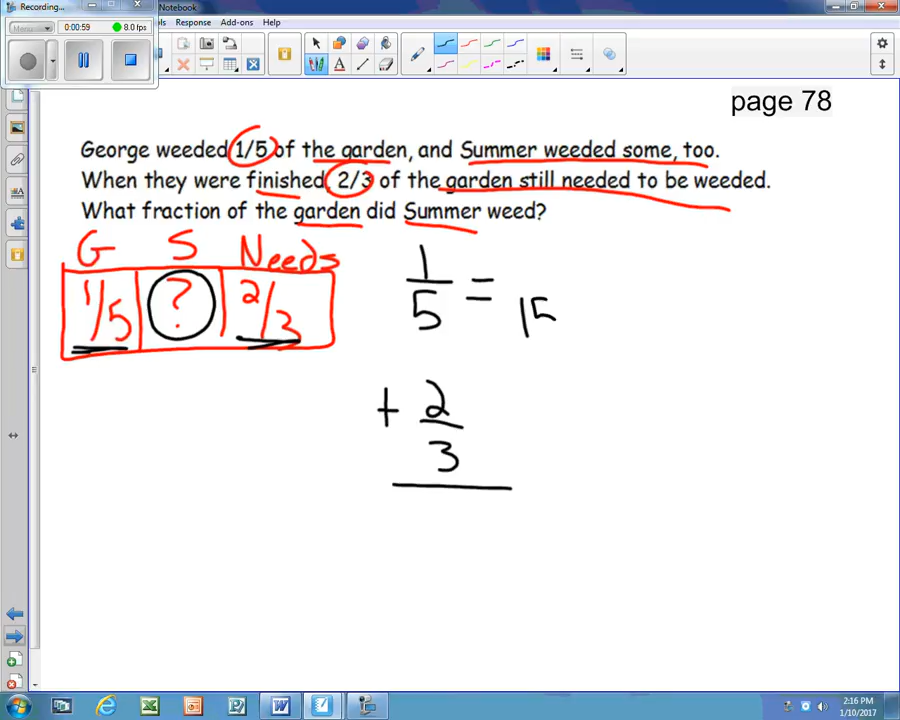 Recording...
Notebook
Menu
0:00:59
8.0 fps
Response Add-ons Help
page 78
George weeded 1/5 of the garden, and Summer weeded some, too.
When they were finished, 2/3 of the garden still needed to be weeded.
What fraction of the garden did Summer weed?
G S Needs
1/5 ? 2/3
1
5
=
15
+ 2
3
2:16 PM
1/10/2017